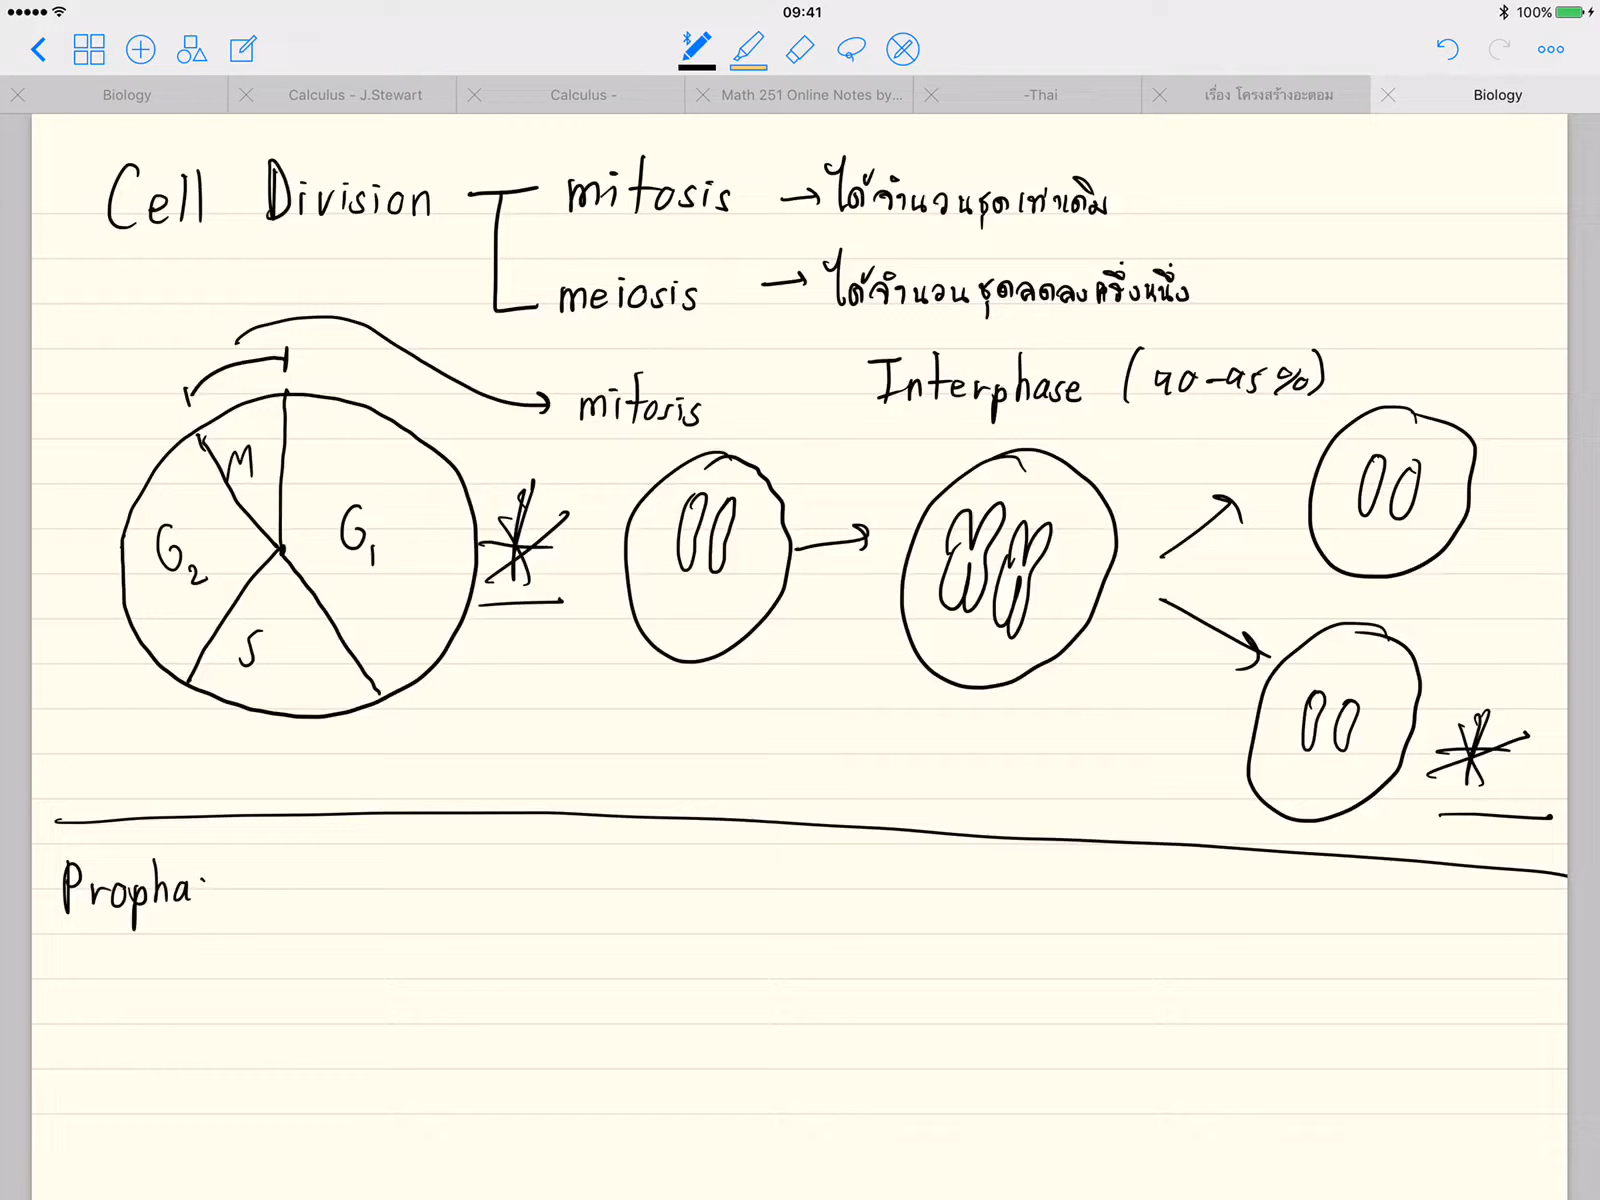 09:41
100%
Biology
Calculus - J.Stewart
Calculus -
Math 251 Online Notes by...
-Thai
เรื่อง โครงสร้างอะตอม
Biology
Cell Division
mitosis → ได้จำนวนชุดเท่าเดิม
meiosis → ได้จำนวนชุดลดลงครึ่งหนึ่ง
mitosis
Interphase (90-95%)
M
G₂
G₁
S
Propha